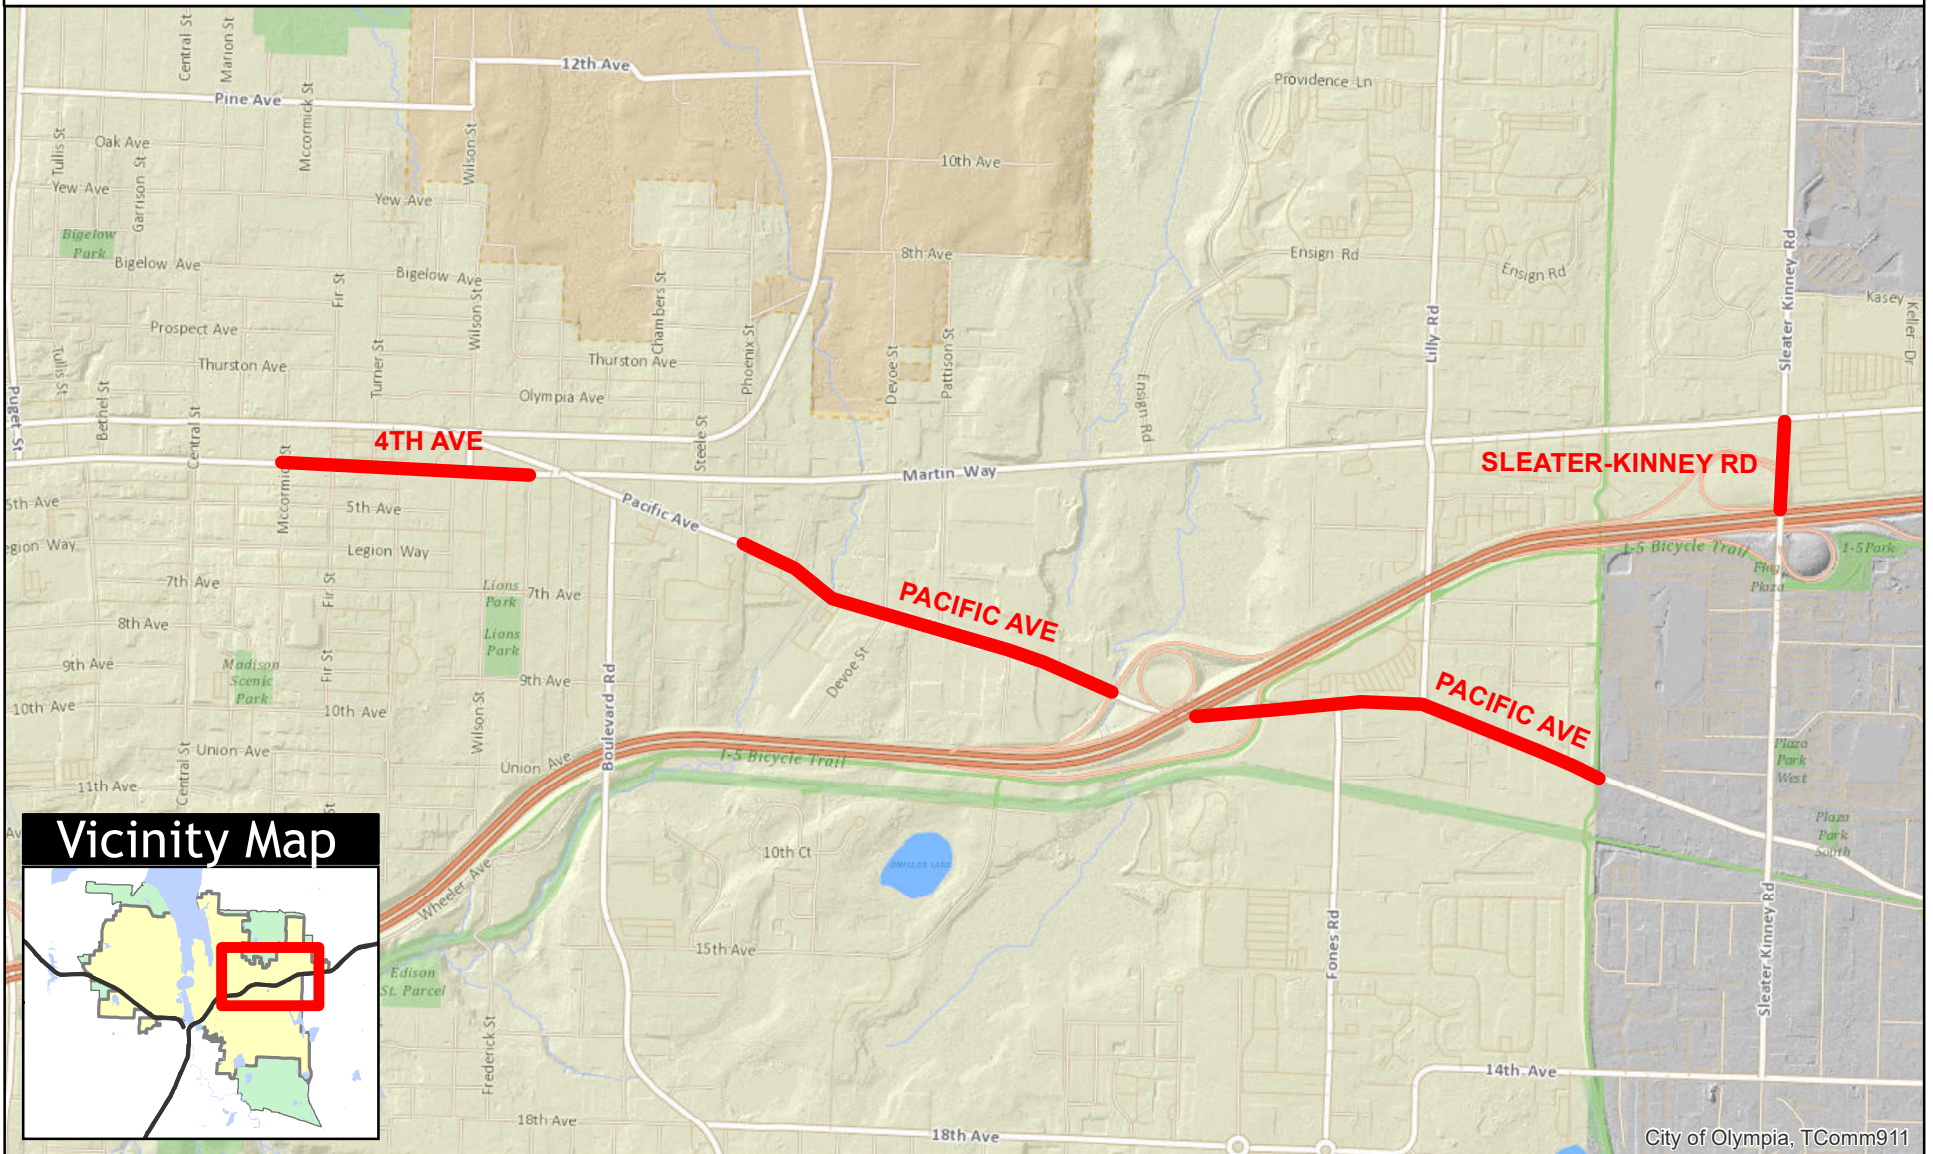 Central St
Marion St
12th Ave
Providence Ln
Pine Ave
Mccormick St
Tullis St
Oak Ave
Garrison St
Wilson St
10th Ave
Yew Ave
Yew Ave
Bigelow
Park
Bigelow Ave
Bigelow Ave
8th Ave
Ensign Rd
Ensign Rd
Sleater Kinney Rd
Kasey
Keller Dr
Fir St
Wilson St
Chambers St
Prospect Ave
Thurston Ave
Thurston Ave
Tullis St
Turner St
Phoenix St
Devoe St
Pattison St
Lilly Rd
Ensign Rd
Puget St
Bethel St
Central St
Olympia Ave
Steele St
4TH AVE
Mccormick St
Martin Way
SLEATER-KINNEY RD
5th Ave
5th Ave
Pacific Ave
egion Way
Legion Way
I-5 Bicycle Trail
I-5 Park
Flag
Plaza
7th Ave
Fir St
Lions
Park
7th Ave
PACIFIC AVE
8th Ave
Lions
Park
9th Ave
Madison
Scenic
Park
Fir St
9th Ave
Boulevard Rd
Devoe St
PACIFIC AVE
10th Ave
10th Ave
Wilson St
Union Ave
Union Ave
Central St
I-5 Bicycle Trail
Plaza
Park
West
11th Ave
St
Av
Plaza
Park
South
Vicinity Map
10th Ct
Wheeler Ave
15th Ave
Fones Rd
Sleater Kinney Rd
Edison
St. Parcel
Frederick St
14th Ave
18th Ave
18th Ave
City of Olympia, TComm911